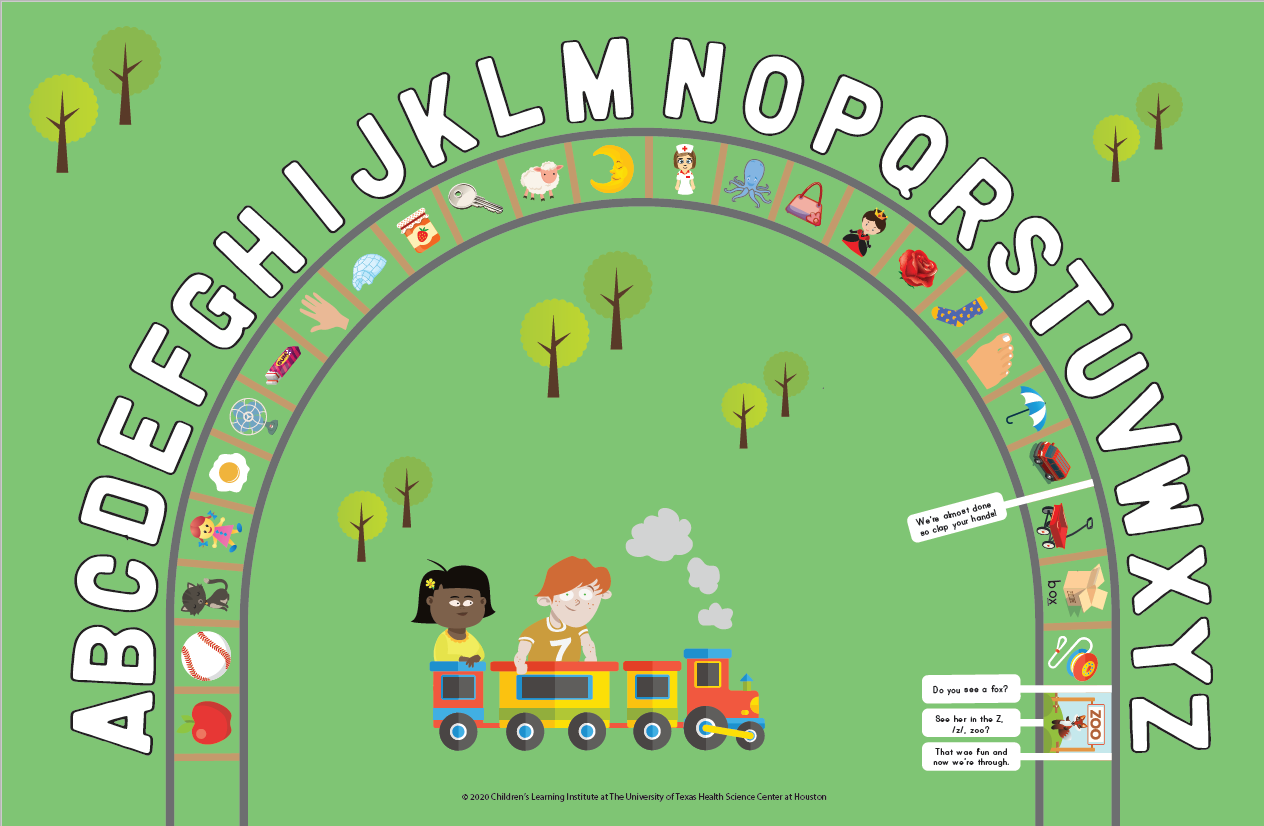 A B C D E F G H I J K L M N O P Q R S T U V W X Y Z
We're almost done
so clap your hands!
box
Do you see a fox?
See her in the Z,
/z/, zoo?
ZOO
That was fun and
now we're through.
7
© 2020 Children's Learning Institute at The University of Texas Health Science Center at Houston